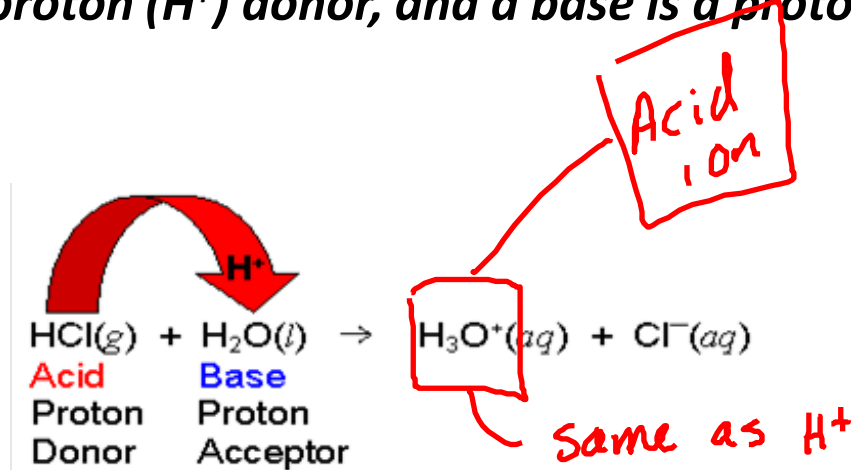 proton (H⁺) donor, and a base is a proto
Acid
ion
H⁺
HCl(g) + H₂O(l) → H₃O⁺(aq) + Cl⁻(aq)
Acid Base
Proton Proton
Donor Acceptor
Same as H⁺